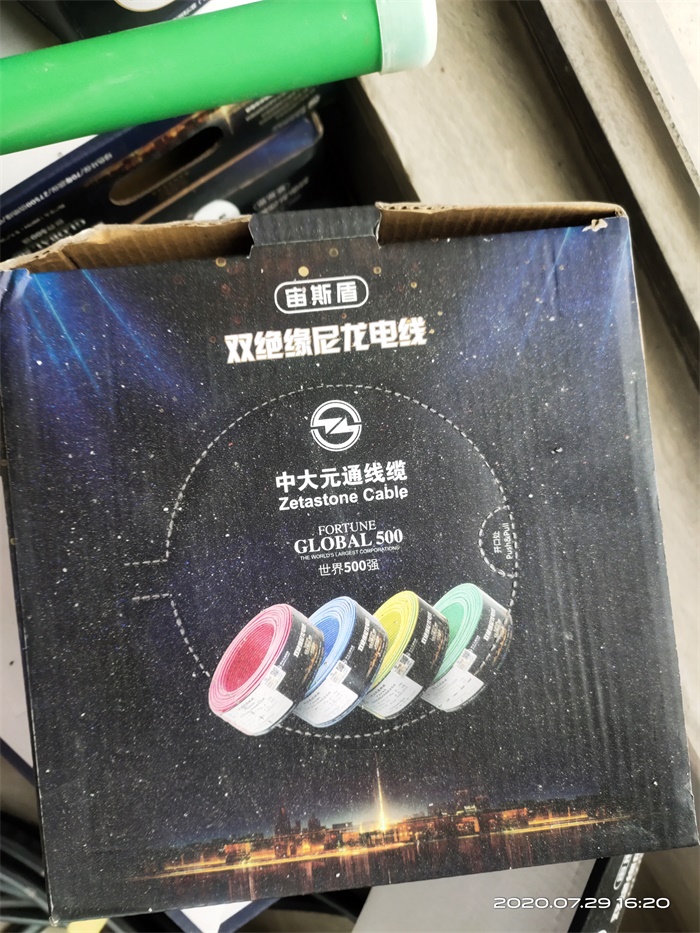 宙斯盾
双绝缘尼龙电线
中大元通线缆
Zetastone Cable
FORTUNE
GLOBAL 500
THE WORLD'S LARGEST CORPORATIONS
世界500强
开口处
Push&Pull
2020.07.29 16:20